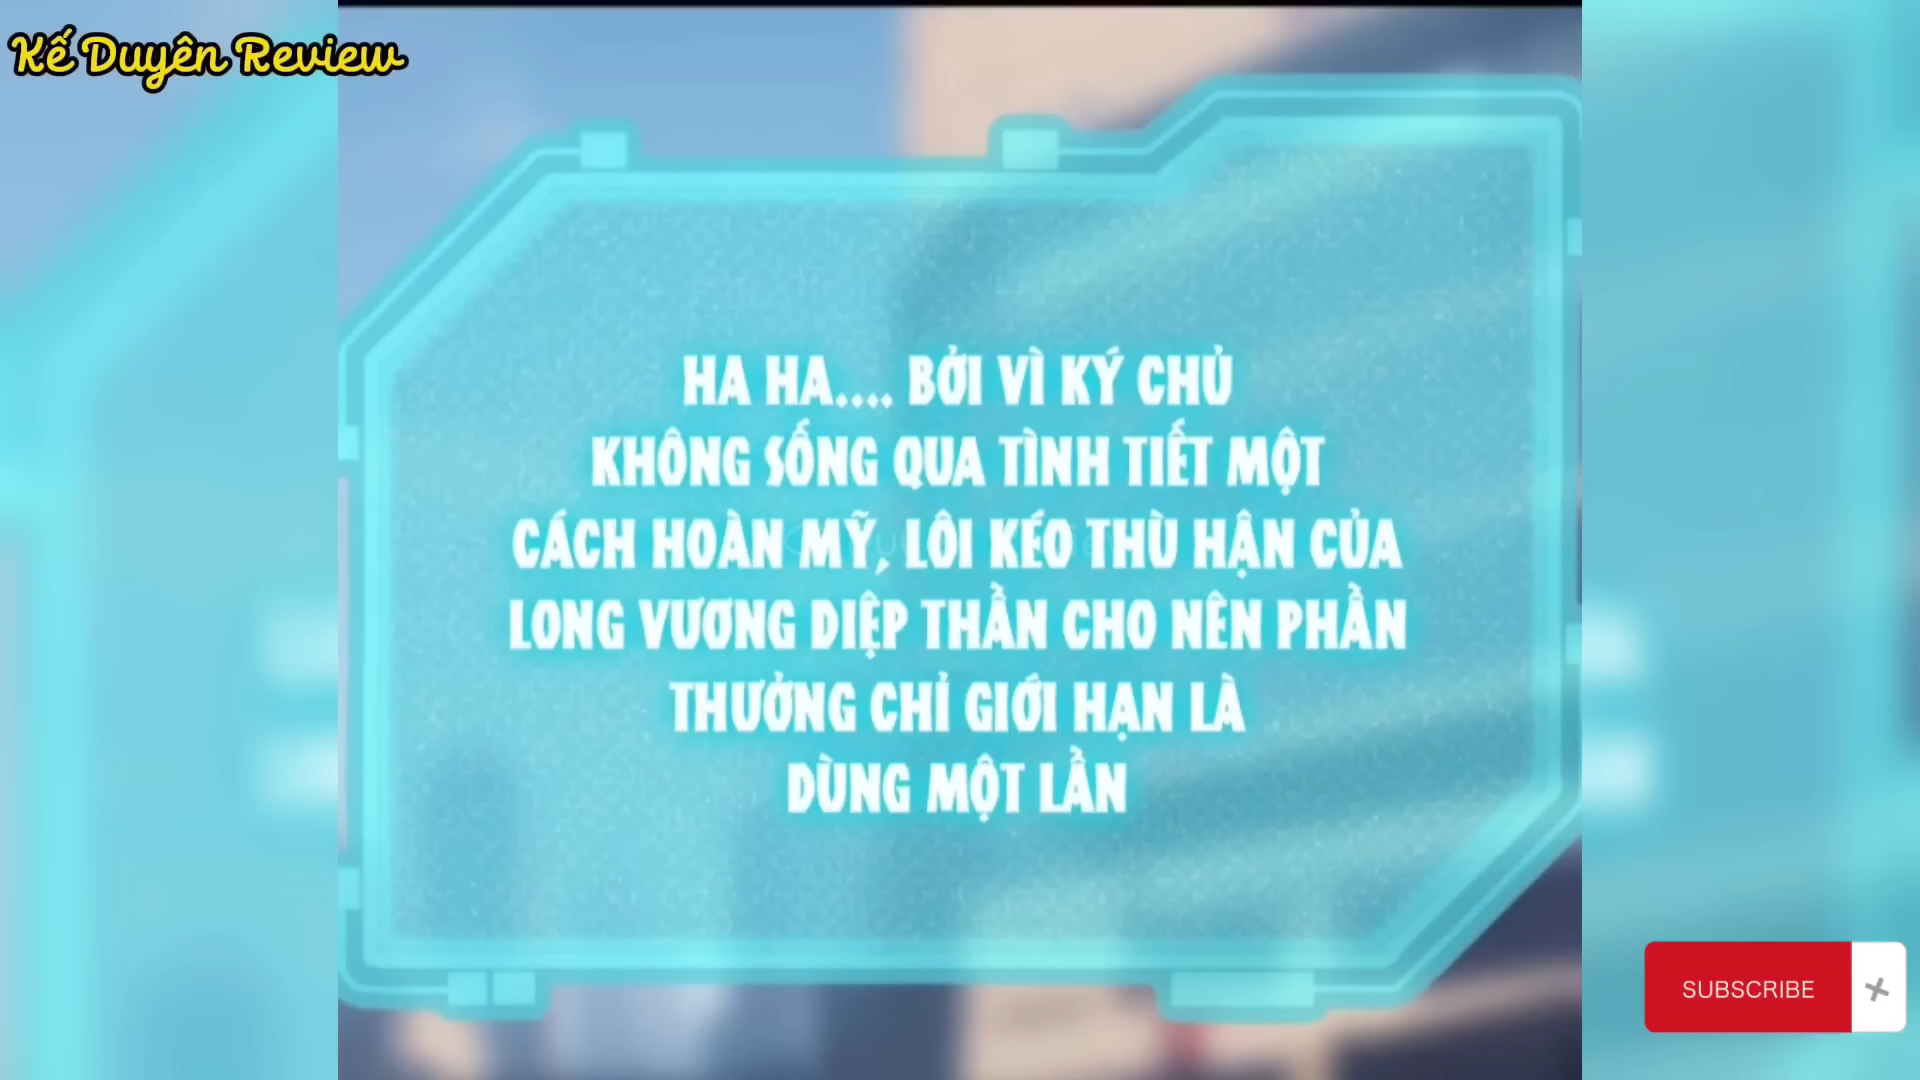 Kế Duyên Review
HA HA.... BỞI VÌ KÝ CHỦ
KHÔNG SỐNG QUA TÌNH TIẾT MỘT
CÁCH HOÀN MỸ, LÔI KÉO THÙ HẬN CỦA
LONG VƯƠNG DIỆP THẦN CHO NÊN PHẦN
THƯỞNG CHỈ GIỚI HẠN LÀ
DÙNG MỘT LẦN
SUBSCRIBE